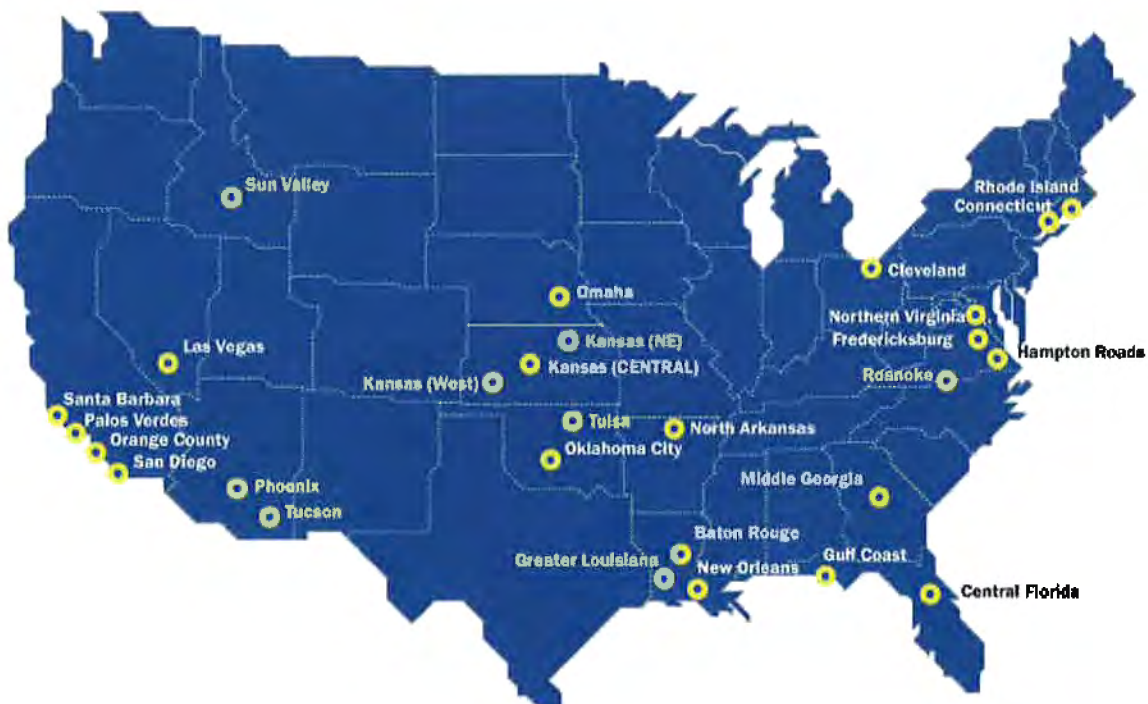 Sun Valley
Rhode Island
Connecticut
Cleveland
Omaha
Northern Virginia
Fredericksburg
Kansas (NE)
Las Vegas
Hampton Roads
Kansas (CENTRAL)
Kansas (West)
Roanoke
Santa Barbara
Palos Verdes
Tulsa
North Arkansas
Orange County
Oklahoma City
San Diego
Middle Georgia
Phoenix
Tucson
Baton Rouge
Gulf Coast
Greater Louisiana
New Orleans
Central Florida